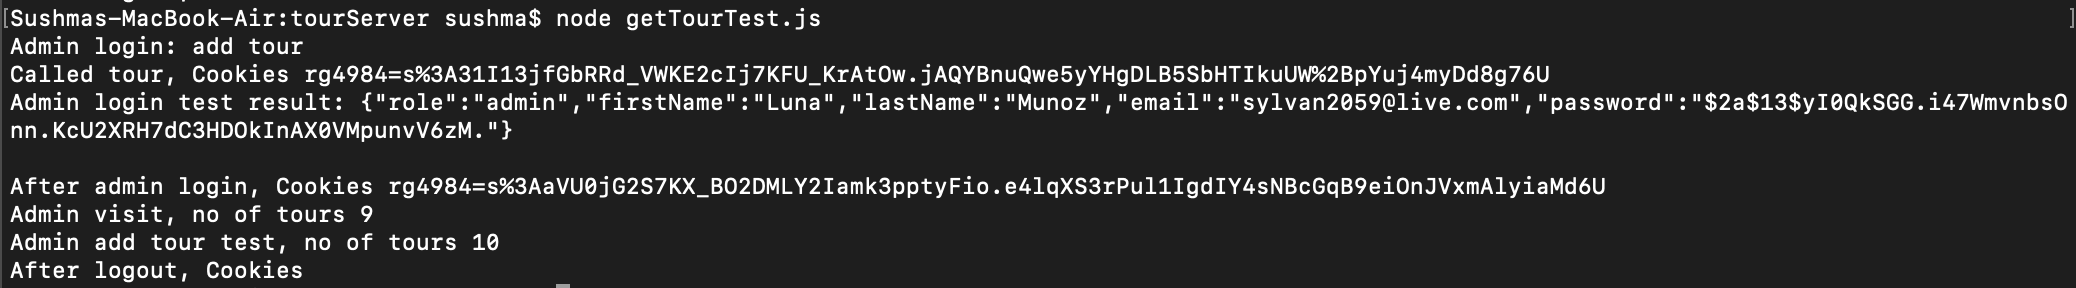 [Sushmas-MacBook-Air:tourServer sushma$ node getTourTest.js ]
Admin login: add tour
Called tour, Cookies rg4984=s%3A31I13jfGbRRd_VWKE2cIj7KFU_KrAtOw.jAQYBnuQwe5yYHgDLB5SbHTIkuUW%2BpYuj4myDd8g76U
Admin login test result: {"role":"admin","firstName":"Luna","lastName":"Munoz","email":"sylvan2059@live.com","password":"$2a$13$yI0QkSGG.i47WmvnbsO
nn.KcU2XRH7dC3HDOkInAX0VMpunvV6zM."}
After admin login, Cookies rg4984=s%3AaVU0jG2S7KX_BO2DMLY2Iamk3pptyFio.e4lqXS3rPul1IgdIY4sNBcGqB9eiOnJVxmAlyiaMd6U
Admin visit, no of tours 9
Admin add tour test, no of tours 10
After logout, Cookies